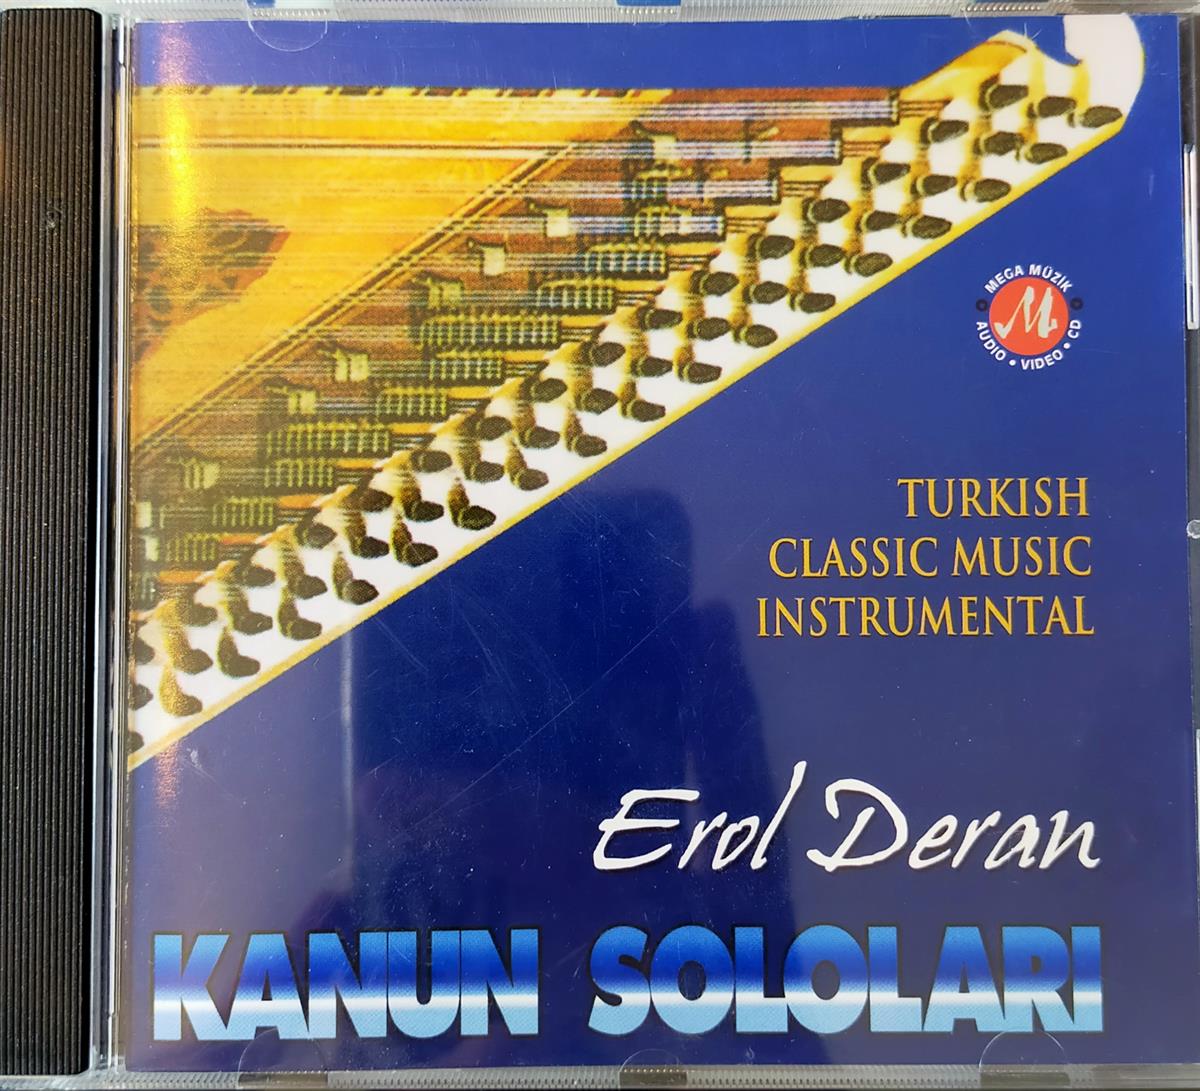 MEGA MÜZİK
M
AUDIO • VIDEO • CD
TURKISH
CLASSIC MUSIC
INSTRUMENTAL
Erol Deran
KANUN SOLOLARI